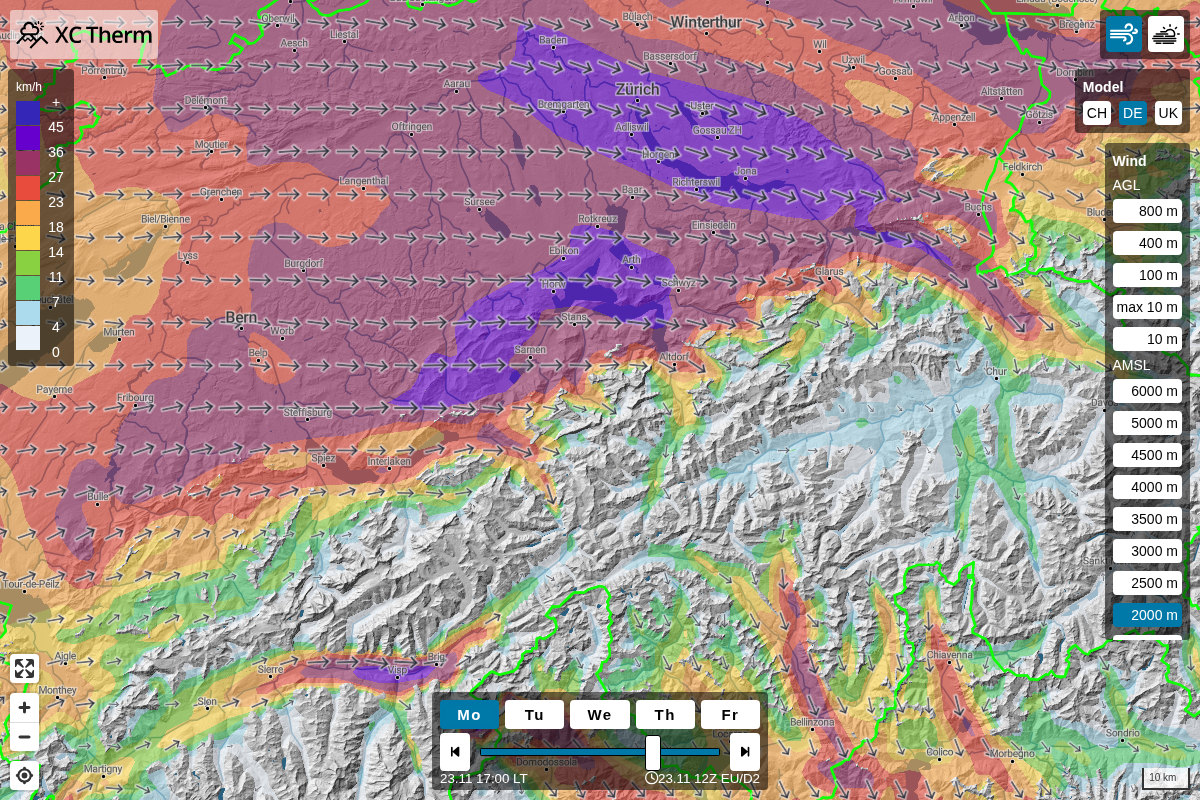 XC Therm
km/h
+
45
36
27
23
18
14
11
7
4
0
Model
CH DE UK
Wind
AGL
800 m
400 m
100 m
max 10 m
10 m
AMSL
6000 m
5000 m
4500 m
4000 m
3500 m
3000 m
2500 m
2000 m
Oberwil
Bülach
Winterthur
Arbon
Bregenz
Aesch
Liestal
Baden
Wil
Porrentruy
Bassersdorf
Uzwil
Gossau
Dornbirn
Aarau
Zürich
Altstätten
Delémont
Bremgarten
Uster
Appenzell
Götzis
Oftringen
Adliswil
Gossau ZH
Moutier
Horgen
Feldkirch
Langenthal
Richterswil
Jona
Grenchen
Baar
Sursee
Buchs
Biel/Bienne
Rotkreuz
Einsiedeln
Lyss
Burgdorf
Ebikon
Arth
Glarus
Horw
Schwyz
Bern
Stans
Murten
Worb
Belp
Sarnen
Altdorf
Chur
Payerne
Fribourg
Steffisburg
Spiez
Interlaken
Bulle
Tour-de-Peilz
Aigle
Sierre
Visp
Brig
Chiavenna
Monthey
Sion
Bellinzona
Sondrio
Colico
Morbegno
Martigny
Domodossola
Mo Tu We Th Fr
23.11 17:00 LT
23.11 12Z EU/D2
10 km